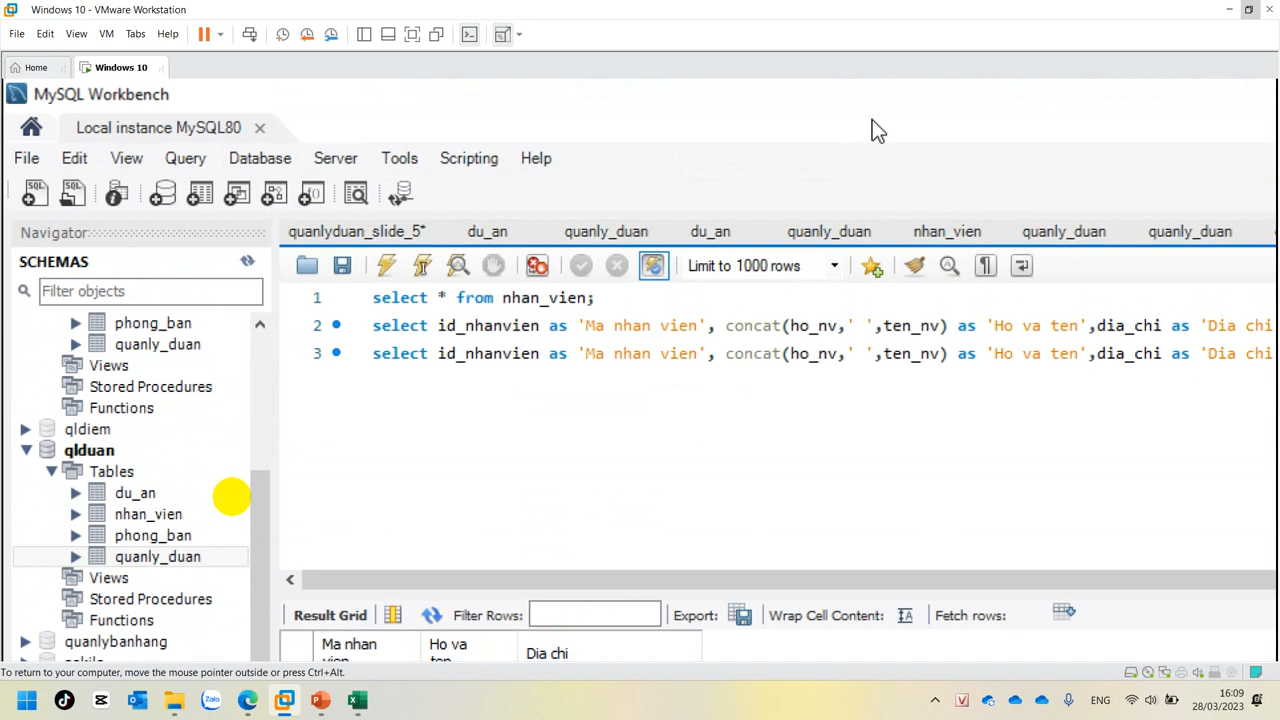 Windows 10 - VMware Workstation
File Edit View VM Tabs Help
Home Windows 10
MySQL Workbench
Local instance MySQL80
File Edit View Query Database Server Tools Scripting Help
Navigator
quanlyduan_slide_5* du_an quanly_duan du_an quanly_duan nhan_vien quanly_duan quanly_duan
SCHEMAS
Limit to 1000 rows
Filter objects
1 select * from nhan_vien;
2 select id_nhanvien as 'Ma nhan vien', concat(ho_nv,' ',ten_nv) as 'Ho va ten',dia_chi as 'Dia chi
3 select id_nhanvien as 'Ma nhan vien', concat(ho_nv,' ',ten_nv) as 'Ho va ten',dia_chi as 'Dia chi
phong_ban
quanly_duan
Views
Stored Procedures
Functions
qldiem
qlduan
Tables
du_an
nhan_vien
phong_ban
quanly_duan
Views
Stored Procedures
Functions
quanlybanhang
Result Grid Filter Rows: Export: Wrap Cell Content: Fetch rows:
Ma nhan vien Ho va ten Dia chi
To return to your computer, move the mouse pointer outside or press Ctrl+Alt.
ENG
16:09
28/03/2023